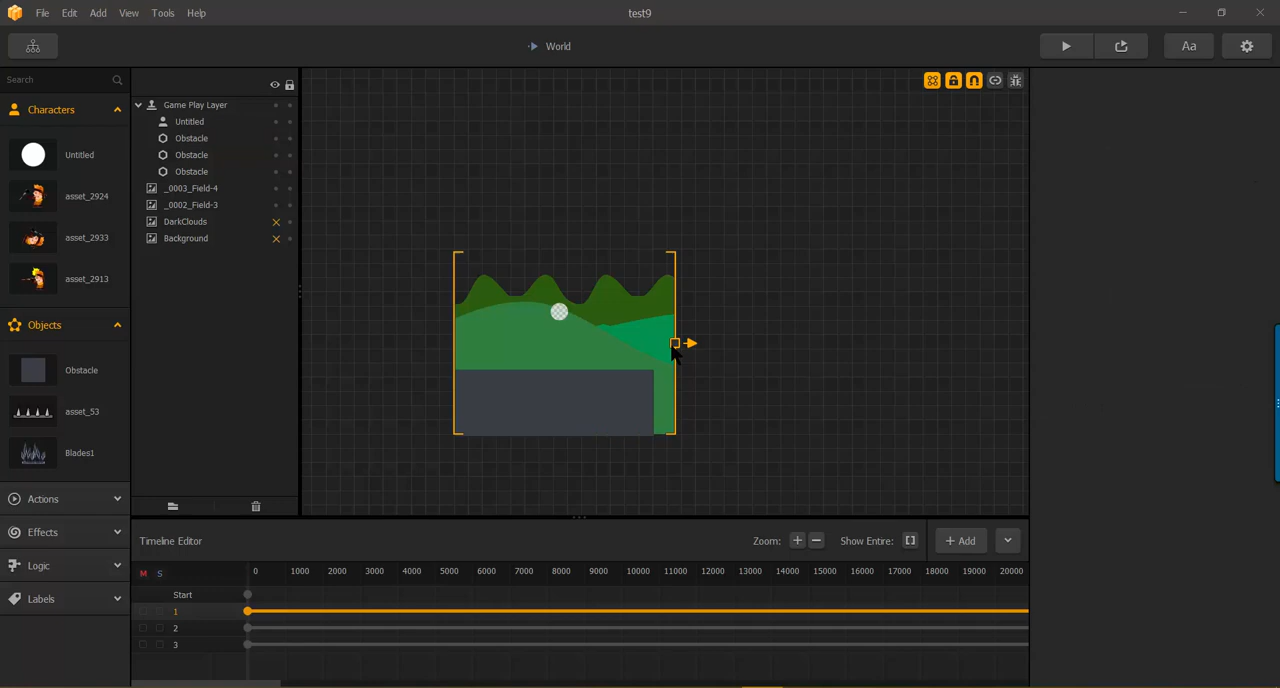 File Edit Add View Tools Help
test9
World
Aa
Search
Characters
Untitled
asset_2924
asset_2933
asset_2913
Objects
Obstacle
asset_53
Blades1
Actions
Effects
Logic
Labels
Game Play Layer
Untitled
Obstacle
Obstacle
Obstacle
_0003_Field-4
_0002_Field-3
DarkClouds
Background
Timeline Editor
Zoom:
Show Entire:
+ Add
M S
0 1000 2000 3000 4000 5000 6000 7000 8000 9000 10000 11000 12000 13000 14000 15000 16000 17000 18000 19000 20000
Start
1
2
3